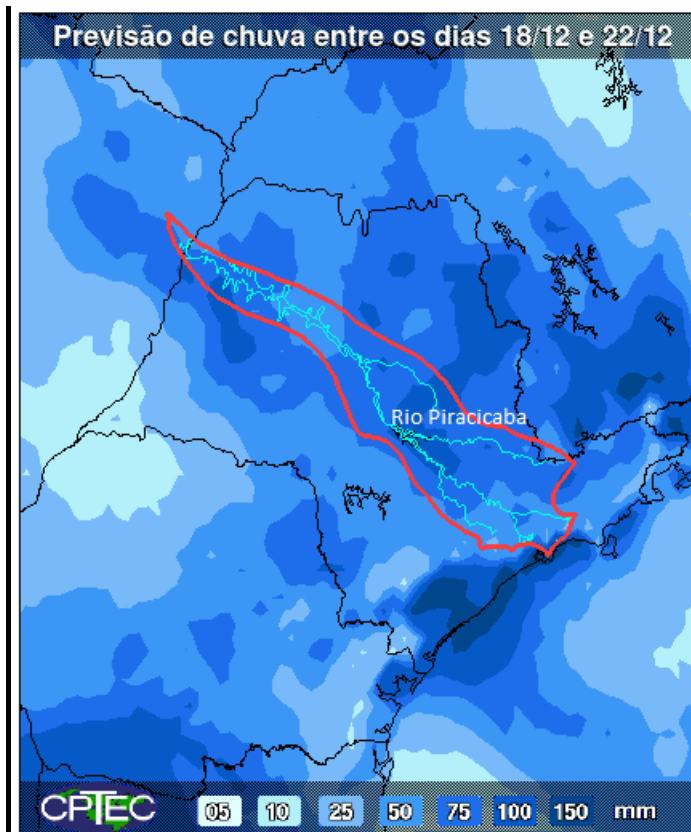 Previsão de chuva entre os dias 18/12 e 22/12
Rio Piracicaba
CPTEC 05 10 25 50 75 100 150 mm